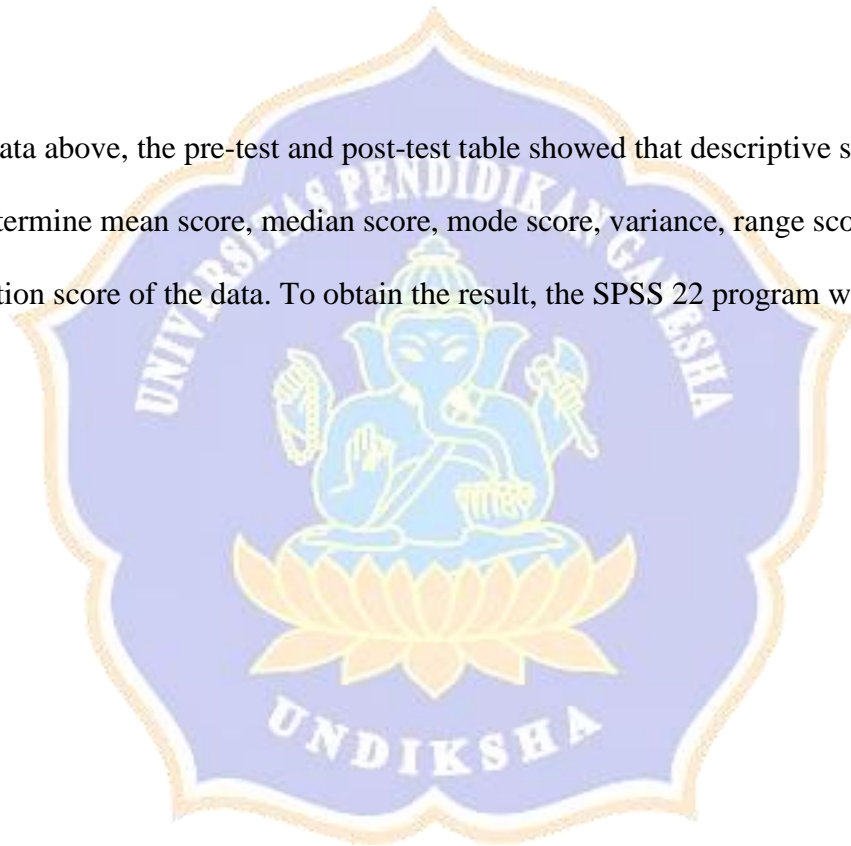 ata above, the pre-test and post-test table showed that descriptive s
termine mean score, median score, mode score, variance, range sco
tion score of the data. To obtain the result, the SPSS 22 program w
UNIVERSITAS PENDIDIKAN GANESHA
UNDIKSHA